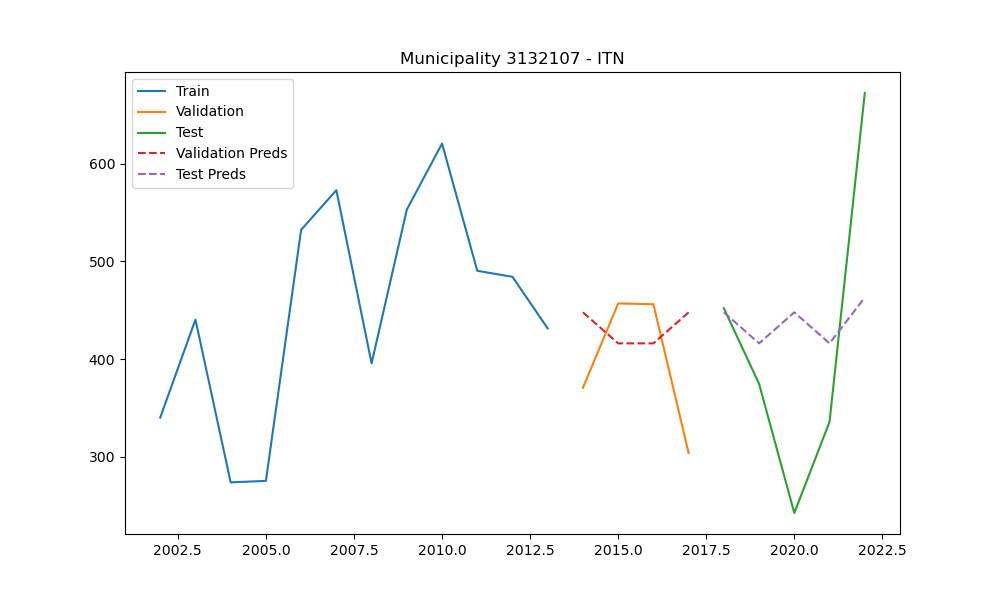 Municipality 3132107 - ITN
Train
Validation
Test
Validation Preds
Test Preds
600
500
400
300
2002.5 2005.0 2007.5 2010.0 2012.5 2015.0 2017.5 2020.0 2022.5